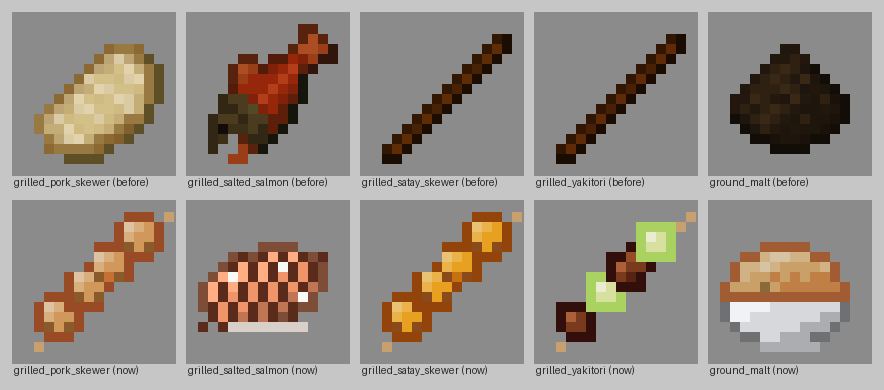 grilled_pork_skewer (before)
grilled_salted_salmon (before)
grilled_satay_skewer (before)
grilled_yakitori (before)
ground_malt (before)
grilled_pork_skewer (now)
grilled_salted_salmon (now)
grilled_satay_skewer (now)
grilled_yakitori (now)
ground_malt (now)